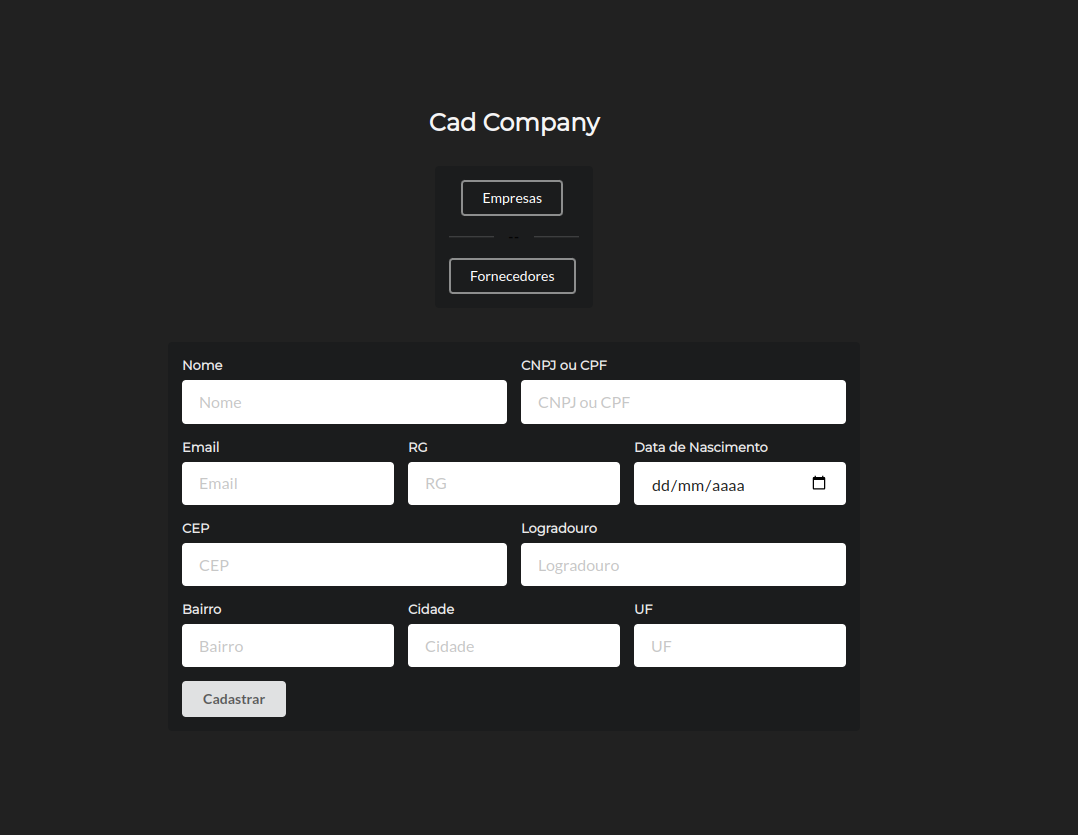 Cad Company
Empresas
--
Fornecedores
Nome CNPJ ou CPF
Nome CNPJ ou CPF
Email RG Data de Nascimento
Email RG dd/mm/aaaa
CEP Logradouro
CEP Logradouro
Bairro Cidade UF
Bairro Cidade UF
Cadastrar